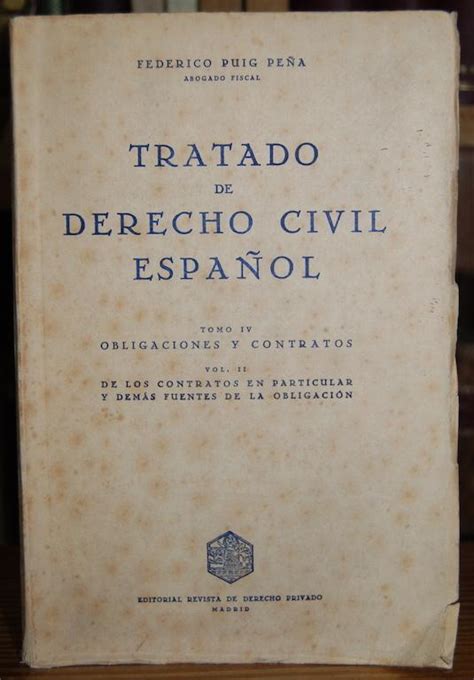 FEDERICO PUIG PEÑA
ABOGADO FISCAL
TRATADO
DE
DERECHO CIVIL
ESPAÑOL
TOMO IV
OBLIGACIONES Y CONTRATOS
VOL. II
DE LOS CONTRATOS EN PARTICULAR
Y DEMÁS FUENTES DE LA OBLIGACIÓN
EDITORIAL REVISTA DE DERECHO PRIVADO
MADRID